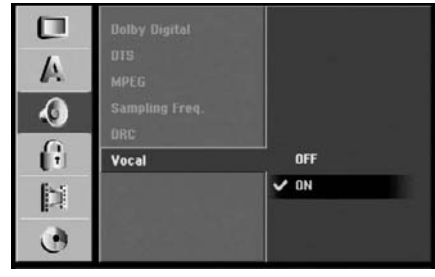 A
Dolby Digital
DTS
MPEG
Sampling Freq.
DRC
Vocal
OFF
ON